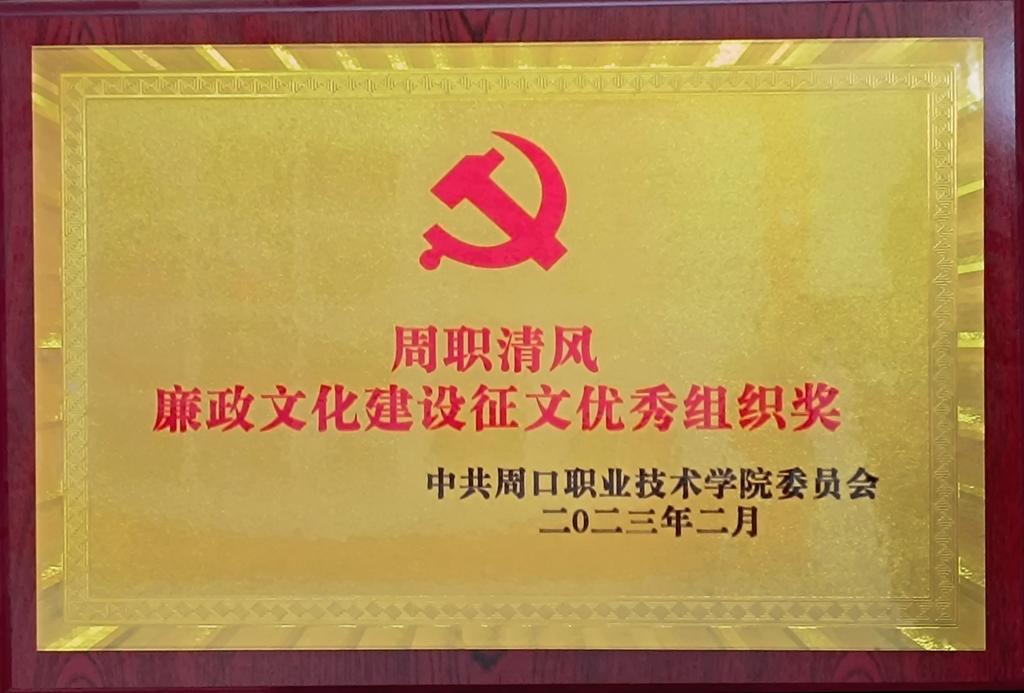 周职清风
廉政文化建设征文优秀组织奖
中共周口职业技术学院委员会
二〇二三年二月